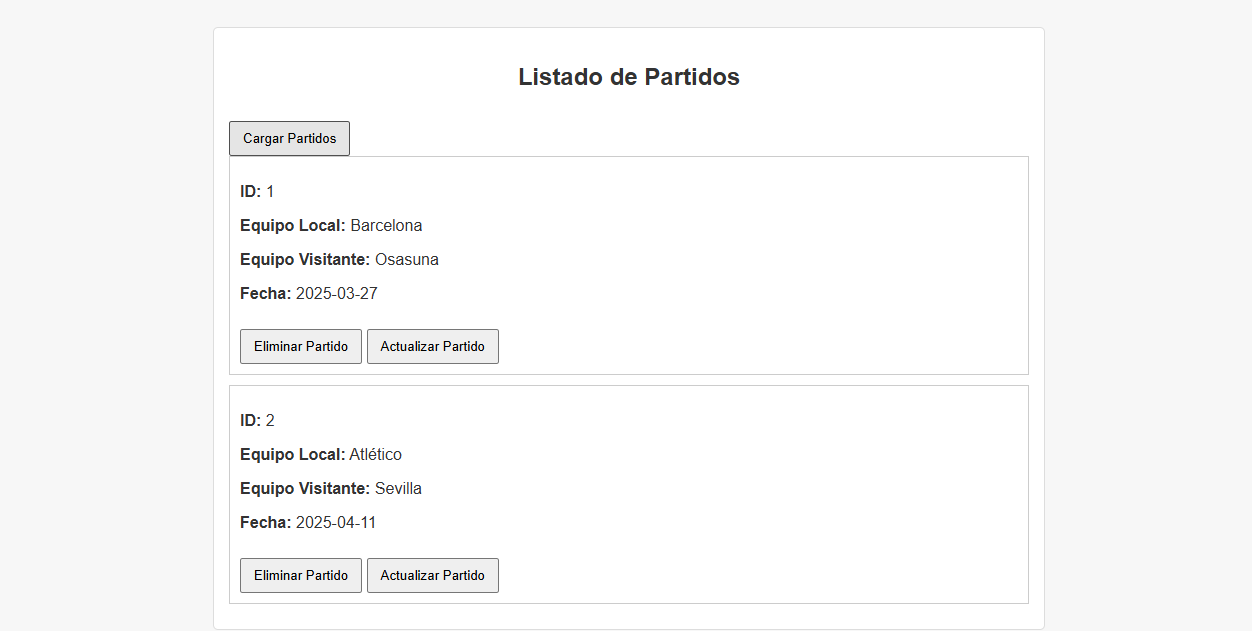 Listado de Partidos
Cargar Partidos
ID: 1
Equipo Local: Barcelona
Equipo Visitante: Osasuna
Fecha: 2025-03-27
Eliminar Partido Actualizar Partido
ID: 2
Equipo Local: Atlético
Equipo Visitante: Sevilla
Fecha: 2025-04-11
Eliminar Partido Actualizar Partido